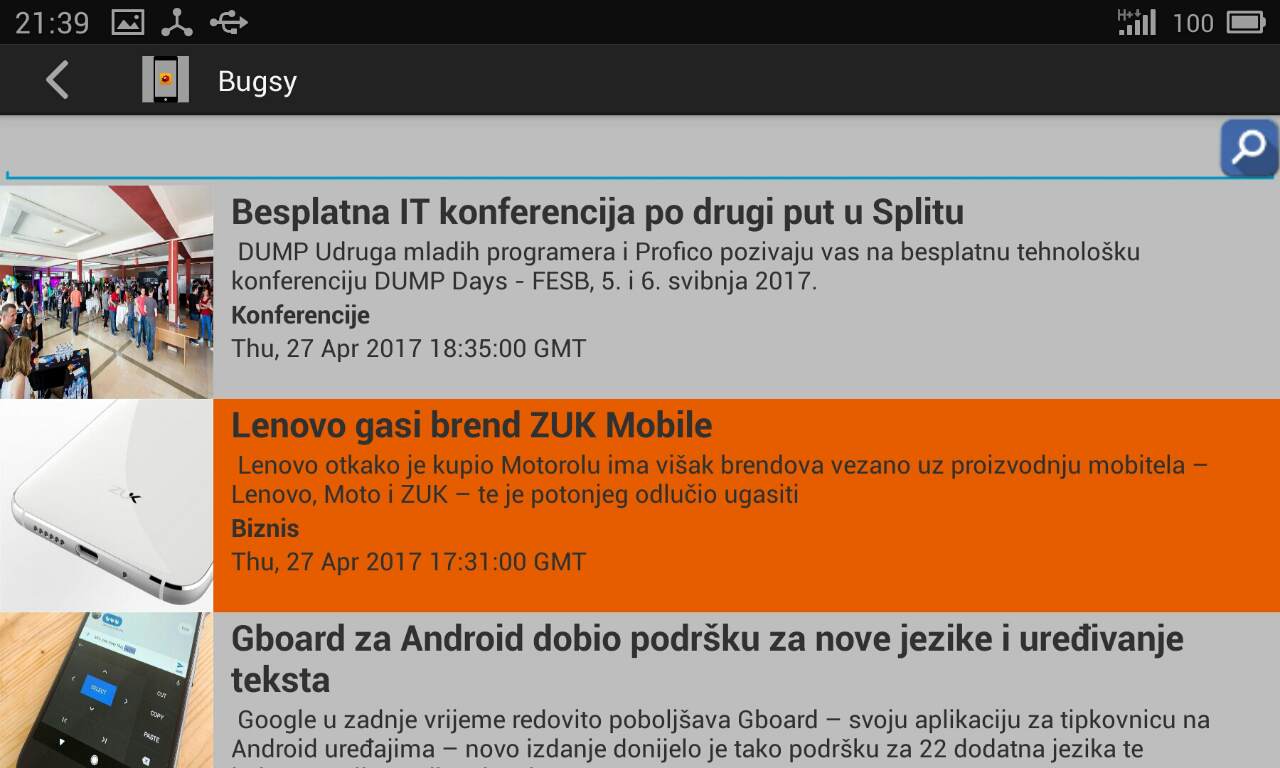 21:39
H+
100
Bugsy
Besplatna IT konferencija po drugi put u Splitu
DUMP Udruga mladih programera i Profico pozivaju vas na besplatnu tehnološku
konferenciju DUMP Days - FESB, 5. i 6. svibnja 2017.
Konferencije
Thu, 27 Apr 2017 18:35:00 GMT
ZUK
Lenovo gasi brend ZUK Mobile
Lenovo otkako je kupio Motorolu ima višak brendova vezano uz proizvodnju mobitela –
Lenovo, Moto i ZUK – te je potonjeg odlučio ugasiti
Biznis
Thu, 27 Apr 2017 17:31:00 GMT
SELECT
CUT
COPY
PASTE
Gboard za Android dobio podršku za nove jezike i uređivanje
teksta
Google u zadnje vrijeme redovito poboljšava Gboard – svoju aplikaciju za tipkovnicu na
Android uređajima – novo izdanje donijelo je tako podršku za 22 dodatna jezika te